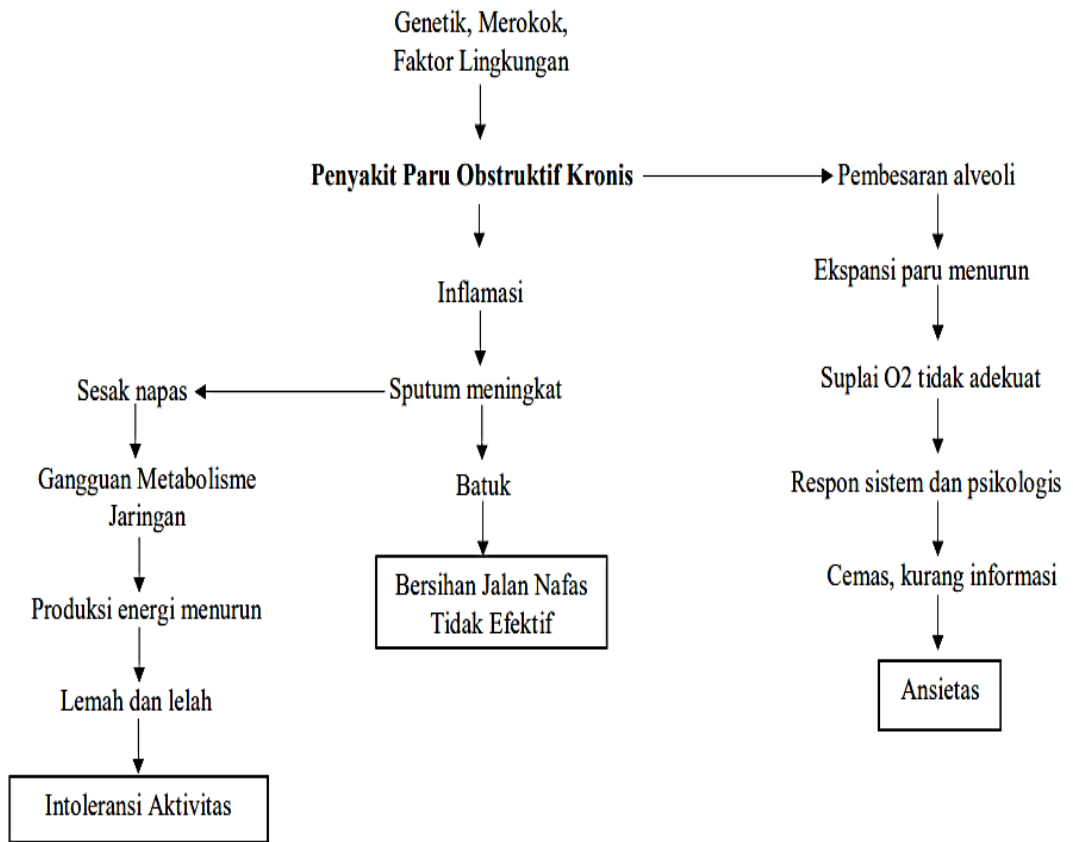 Genetik, Merokok,
Faktor Lingkungan
Penyakit Paru Obstruktif Kronis
Pembesaran alveoli
Inflamasi
Ekspansi paru menurun
Sesak napas
Sputum meningkat
Suplai O2 tidak adekuat
Gangguan Metabolisme
Jaringan
Batuk
Respon sistem dan psikologis
Produksi energi menurun
Bersihan Jalan Nafas
Tidak Efektif
Cemas, kurang informasi
Lemah dan lelah
Ansietas
Intoleransi Aktivitas